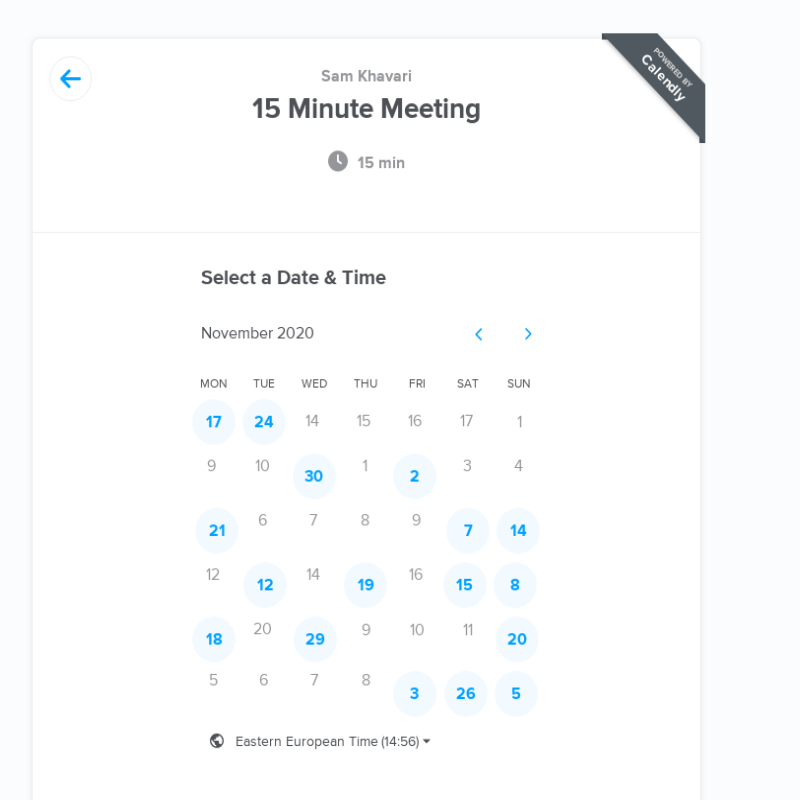 POWERED BY
Calendly
Sam Khavari
15 Minute Meeting
15 min
Select a Date & Time
November 2020
MON TUE WED THU FRI SAT SUN
17 24 14 15 16 17 1
9 10 30 1 2 3 4
21 6 7 8 9 7 14
12 12 14 19 16 15 8
18 20 29 9 10 11 20
5 6 7 8 3 26 5
Eastern European Time (14:56)